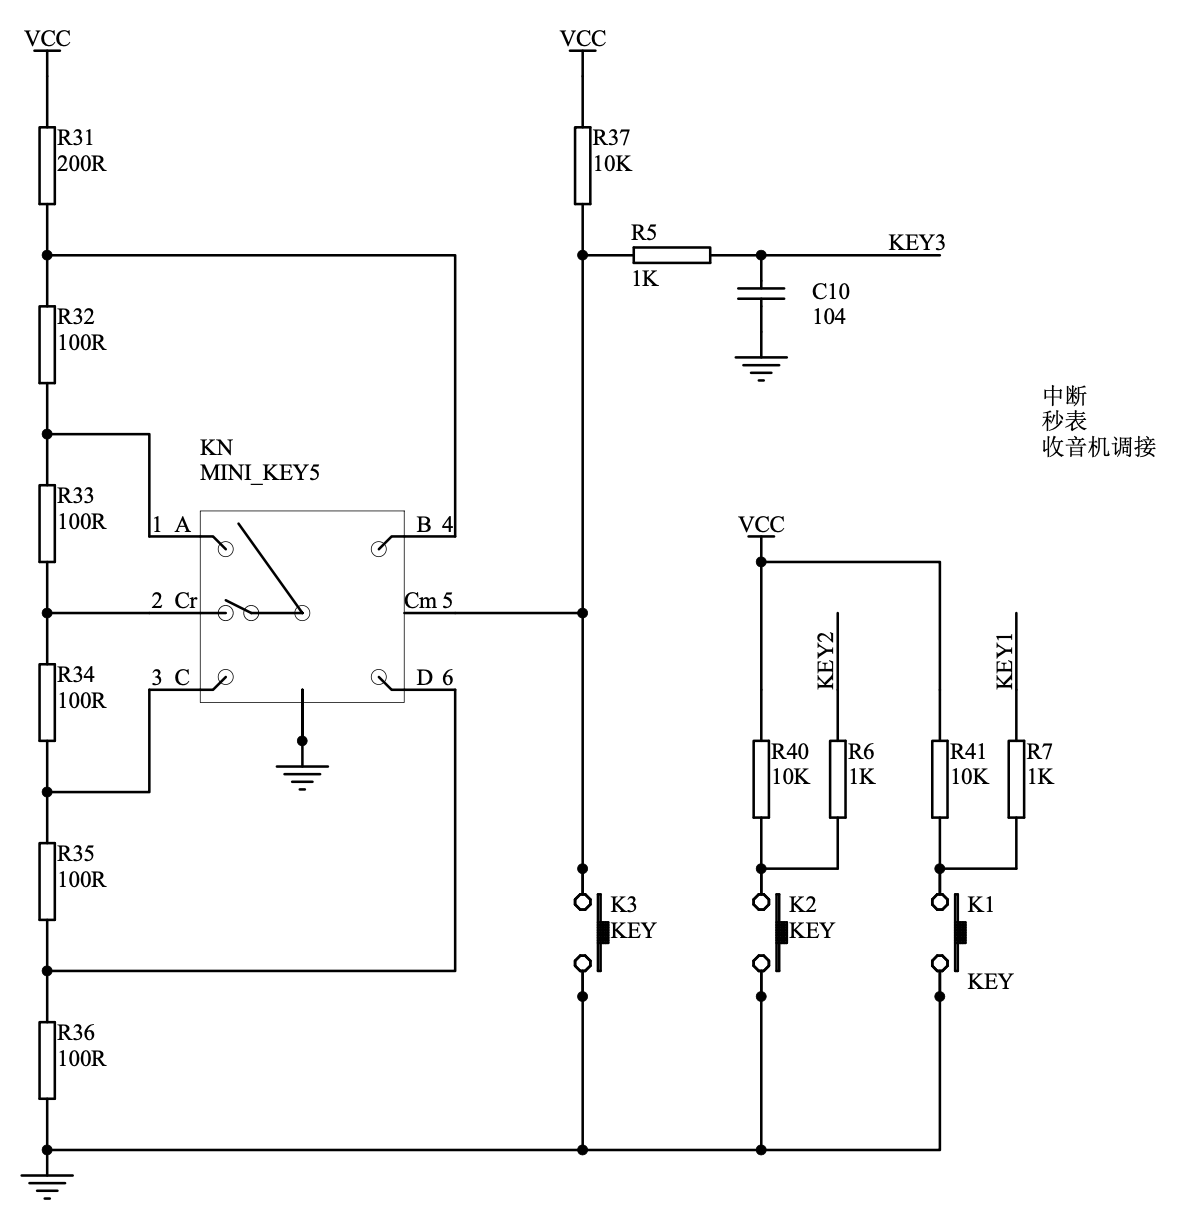 VCC
VCC
R31
200R
R37
10K
R5
1K
KEY3
C10
104
R32
100R
中断
秒表
收音机调接
KN
MINI_KEY5
R33
100R
1 A
B 4
2 Cr
Cm 5
3 C
D 6
VCC
KEY2
KEY1
R34
100R
R40
10K
R6
1K
R41
10K
R7
1K
R35
100R
K3
KEY
K2
KEY
K1
KEY
R36
100R